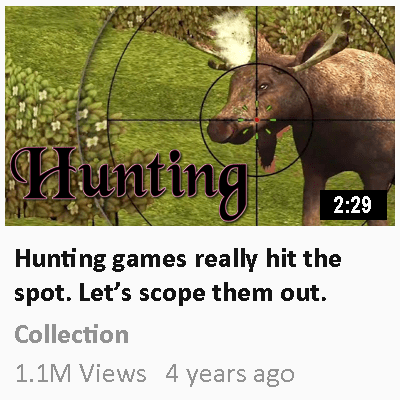 Hunting
2:29
Hunting games really hit the
spot. Let’s scope them out.
Collection
1.1M Views 4 years ago